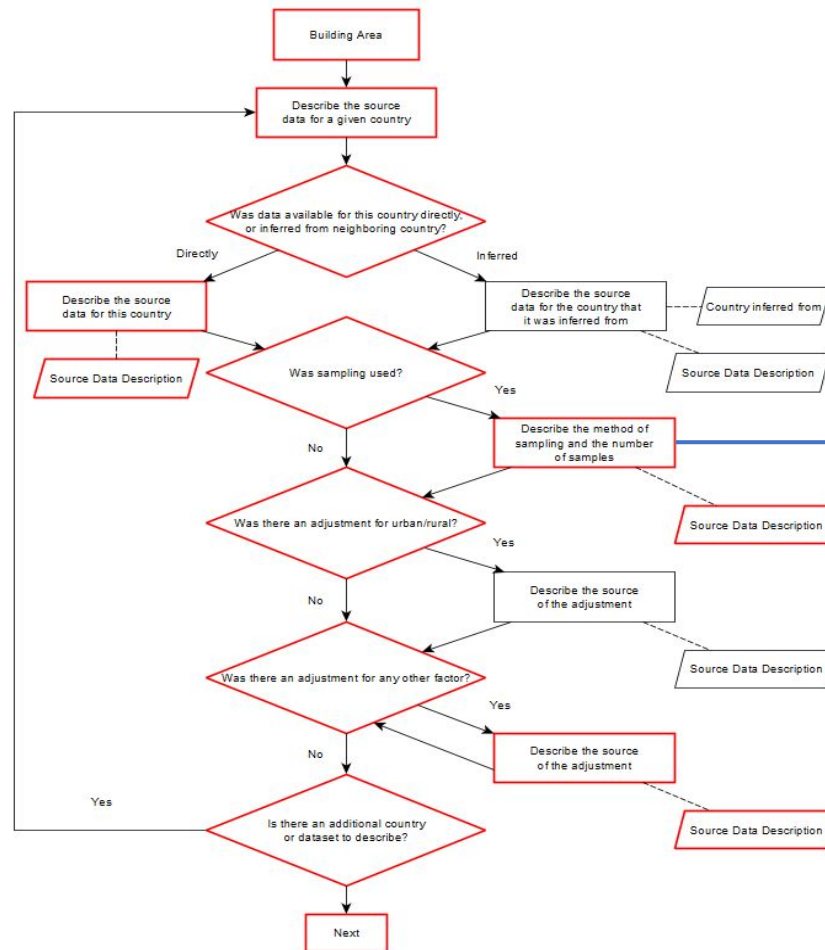 Building Area
Describe the source
data for a given country
Was data available for this country directly,
or inferred from neighboring country?
Directly
Inferred
Describe the source
data for this country
Describe the source
data for the country that
it was inferred from
Country inferred from
Source Data Description
Was sampling used?
Source Data Description
Yes
Describe the method of
sampling and the number
of samples
No
Was there an adjustment for urban/rural?
Source Data Description
Yes
Describe the source
of the adjustment
No
Was there an adjustment for any other factor?
Source Data Description
Yes
Describe the source
of the adjustment
No
Yes
Is there an additional country
or dataset to describe?
Source Data Description
Next